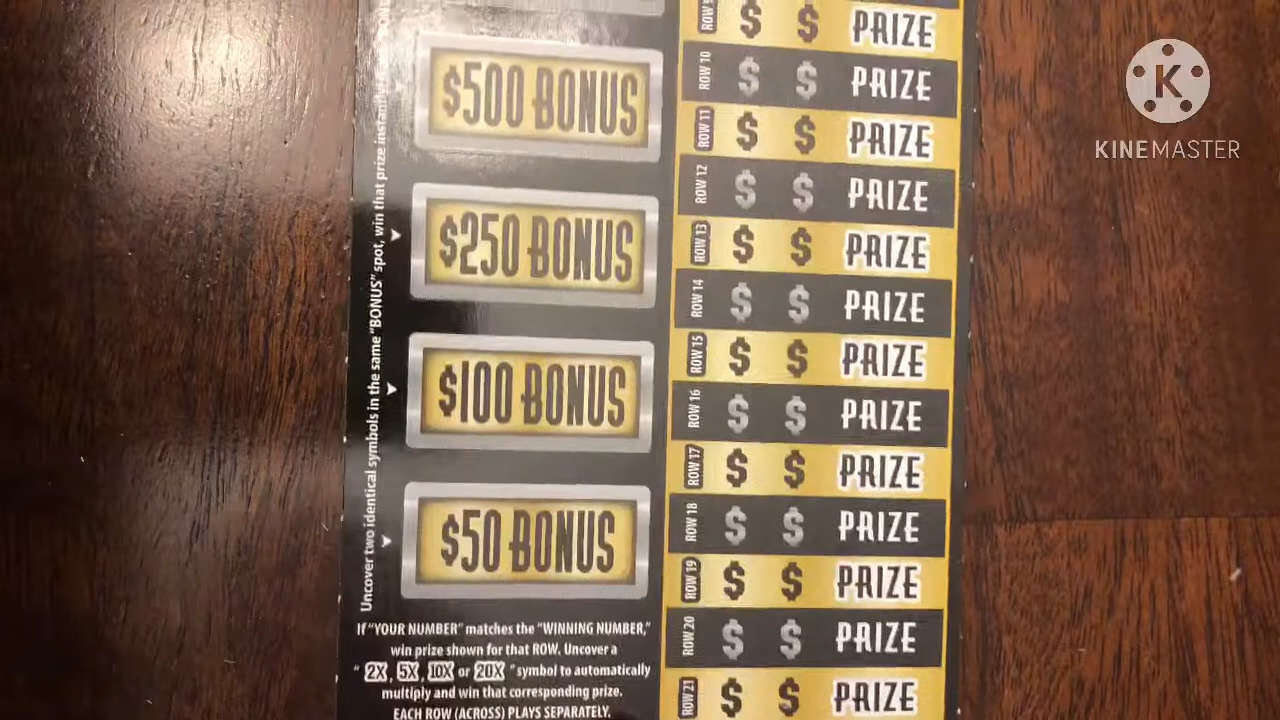 ROW 9 $ $ PRIZE
ROW 10 $ $ PRIZE
ROW 11 $ $ PRIZE
ROW 12 $ $ PRIZE
ROW 13 $ $ PRIZE
ROW 14 $ $ PRIZE
ROW 15 $ $ PRIZE
ROW 16 $ $ PRIZE
ROW 17 $ $ PRIZE
ROW 18 $ $ PRIZE
ROW 19 $ $ PRIZE
ROW 20 $ $ PRIZE
ROW 21 $ $ PRIZE
$500 BONUS
$250 BONUS
$100 BONUS
$50 BONUS
Uncover two identical symbols in the same "BONUS" spot, win that prize
If "YOUR NUMBER" matches the "WINNING NUMBER,"
win prize shown for that ROW. Uncover a
" 2X, 5X, 10X or 20X " symbol to automatically
multiply and win that corresponding prize.
EACH ROW (ACROSS) PLAYS SEPARATELY.
K
KINEMASTER